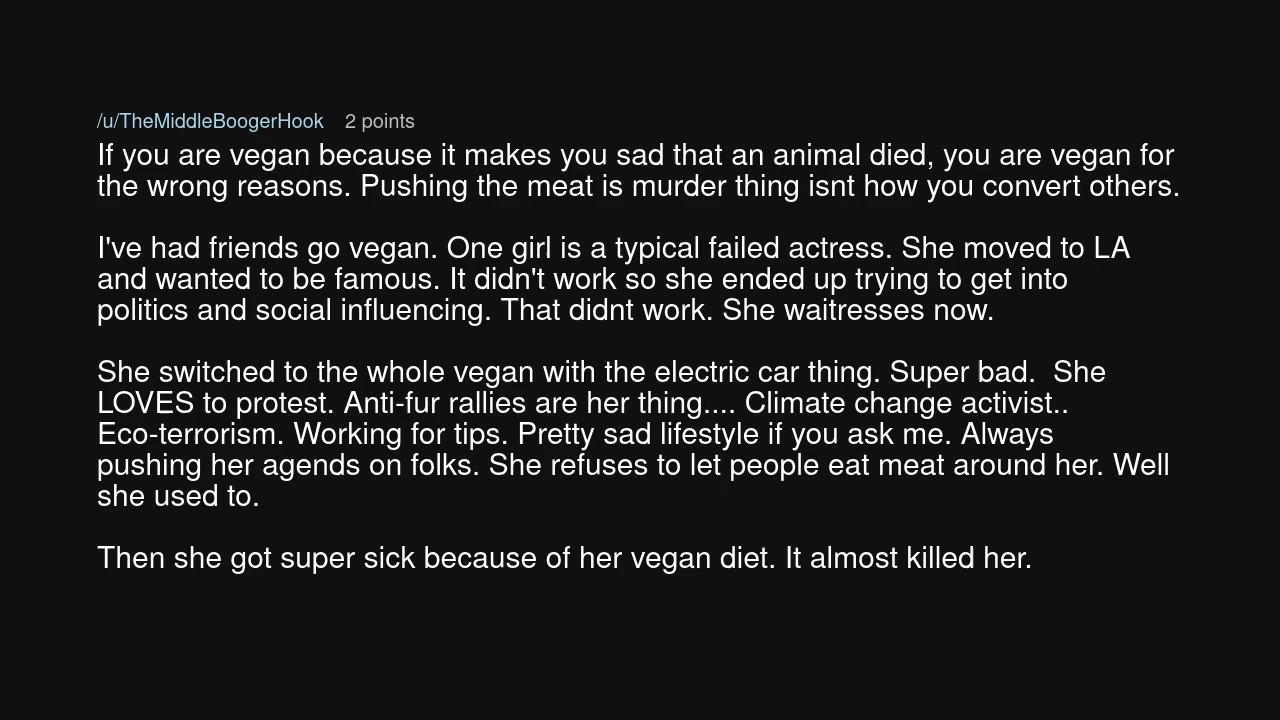 /u/TheMiddleBoogerHook 2 points
If you are vegan because it makes you sad that an animal died, you are vegan for
the wrong reasons. Pushing the meat is murder thing isnt how you convert others.
I've had friends go vegan. One girl is a typical failed actress. She moved to LA
and wanted to be famous. It didn't work so she ended up trying to get into
politics and social influencing. That didnt work. She waitresses now.
She switched to the whole vegan with the electric car thing. Super bad.  She
LOVES to protest. Anti-fur rallies are her thing.... Climate change activist..
Eco-terrorism. Working for tips. Pretty sad lifestyle if you ask me. Always
pushing her agends on folks. She refuses to let people eat meat around her. Well
she used to.
Then she got super sick because of her vegan diet. It almost killed her.